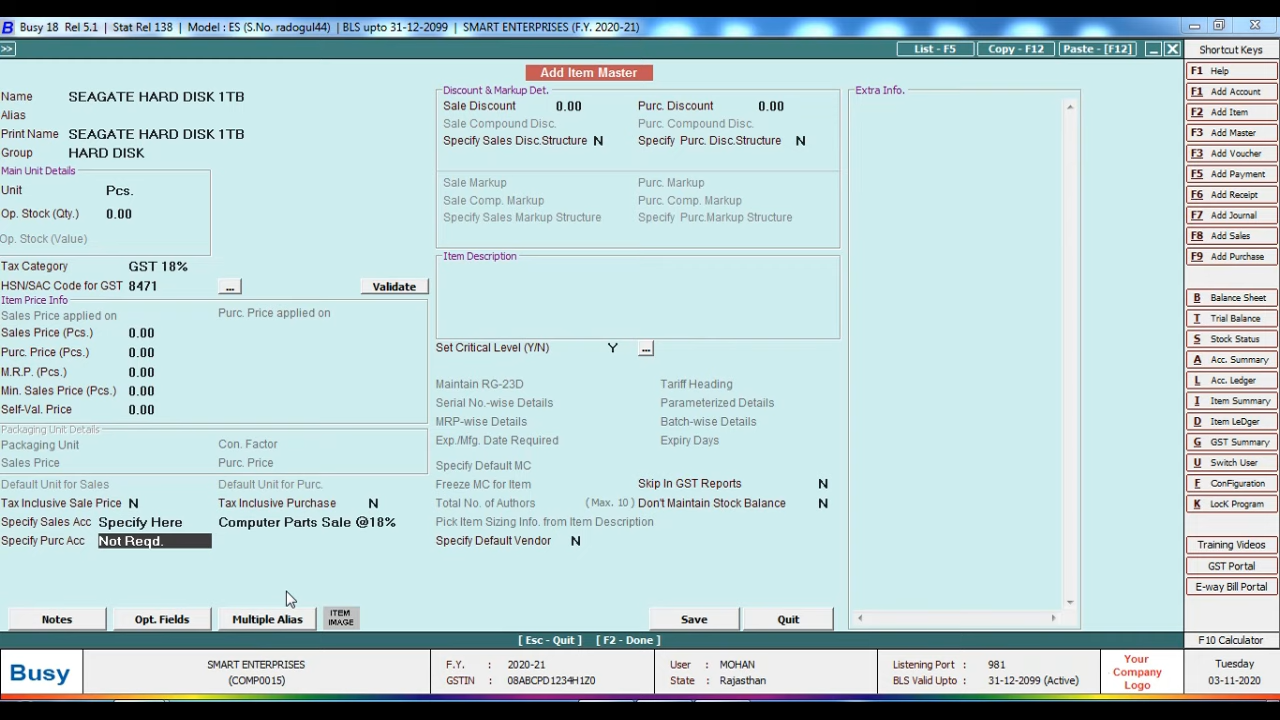 Busy 18 Rel 5.1 | Stat Rel 138 | Model : ES (S.No. radogul44) | BLS upto 31-12-2099 | SMART ENTERPRISES (F.Y. 2020-21)
>> List - F5 Copy - F12 Paste - [F12] Shortcut Keys
Add Item Master
Name SEAGATE HARD DISK 1TB
Alias
Print Name SEAGATE HARD DISK 1TB
Group HARD DISK
Main Unit Details
Unit Pcs.
Op. Stock (Qty.) 0.00
Op. Stock (Value)
Tax Category GST 18%
HSN/SAC Code for GST 8471 ... Validate
Item Price Info
Sales Price applied on Purc. Price applied on
Sales Price (Pcs.) 0.00
Purc. Price (Pcs.) 0.00
M.R.P. (Pcs.) 0.00
Min. Sales Price (Pcs.) 0.00
Self-Val. Price 0.00
Packaging Unit Details
Packaging Unit Con. Factor
Sales Price Purc. Price
Default Unit for Sales Default Unit for Purc.
Tax Inclusive Sale Price N Tax Inclusive Purchase N
Specify Sales Acc Specify Here Computer Parts Sale @18%
Specify Purc Acc Not Reqd.
Discount & Markup Det.
Sale Discount 0.00 Purc. Discount 0.00
Sale Compound Disc. Purc. Compound Disc.
Specify Sales Disc.Structure N Specify Purc. Disc.Structure N
Sale Markup Purc. Markup
Sale Comp. Markup Purc. Comp. Markup
Specify Sales Markup Structure Specify Purc.Markup Structure
Item Description
Set Critical Level (Y/N) Y ...
Maintain RG-23D Tariff Heading
Serial No.-wise Details Parameterized Details
MRP-wise Details Batch-wise Details
Exp./Mfg. Date Required Expiry Days
Specify Default MC
Freeze MC for Item Skip In GST Reports N
Total No. of Authors (Max. 10) Don't Maintain Stock Balance N
Pick Item Sizing Info. from Item Description
Specify Default Vendor N
Extra Info.
Notes Opt. Fields Multiple Alias ITEM IMAGE Save Quit
[ Esc - Quit ] [ F2 - Done ]
F1 Help
F1 Add Account
F2 Add Item
F3 Add Master
F3 Add Voucher
F5 Add Payment
F6 Add Receipt
F7 Add Journal
F8 Add Sales
F9 Add Purchase
B Balance Sheet
T Trial Balance
S Stock Status
A Acc. Summary
L Acc. Ledger
I Item Summary
D Item LeDger
G GST Summary
U Switch User
F ConFiguration
K LocK Program
Training Videos
GST Portal
E-way Bill Portal
F10 Calculator
Busy
SMART ENTERPRISES
(COMP0015)
F.Y. : 2020-21
GSTIN : 08ABCPD1234H1Z0
User : MOHAN
State : Rajasthan
Listening Port : 981
BLS Valid Upto : 31-12-2099 (Active)
Your
Company
Logo
Tuesday
03-11-2020